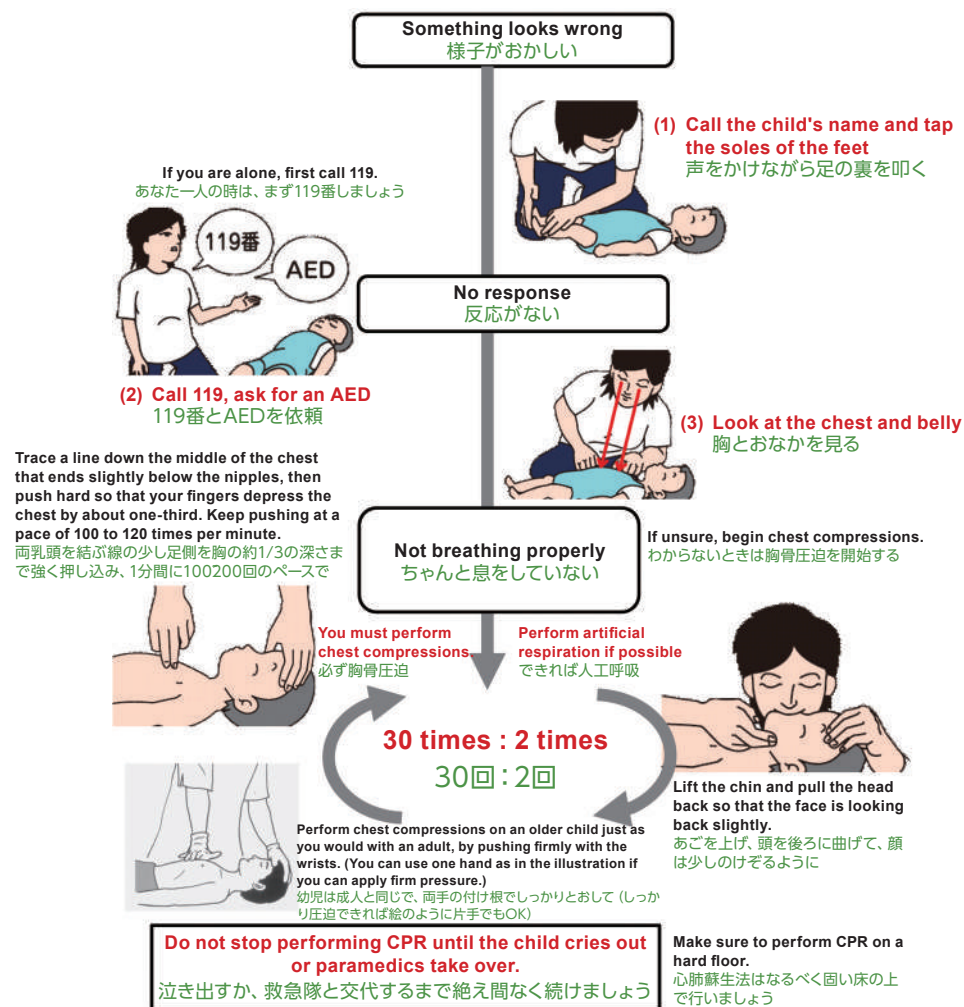 Something looks wrong
様子がおかしい
(1) Call the child's name and tap
the soles of the feet
声をかけながら足の裏を叩く
If you are alone, first call 119.
あなた一人の時は、まず119番しましょう
119番
AED
No response
反応がない
(2) Call 119, ask for an AED
119番とAEDを依頼
(3) Look at the chest and belly
胸とおなかを見る
Trace a line down the middle of the chest
that ends slightly below the nipples, then
push hard so that your fingers depress the
chest by about one-third. Keep pushing at a
pace of 100 to 120 times per minute.
両乳頭を結ぶ線の少し足側を胸の約1/3の深さま
で強く押し込み、1分間に100200回のペースで
Not breathing properly
ちゃんと息をしていない
If unsure, begin chest compressions.
わからないときは胸骨圧迫を開始する
You must perform
chest compressions
必ず胸骨圧迫
Perform artificial
respiration if possible
できれば人工呼吸
30 times : 2 times
30回：2回
Lift the chin and pull the head
back so that the face is looking
back slightly.
あごを上げ、頭を後ろに曲げて、顔
は少しのけぞるように
Perform chest compressions on an older child just as
you would with an adult, by pushing firmly with the
wrists. (You can use one hand as in the illustration if
you can apply firm pressure.)
幼児は成人と同じで、両手の付け根でしっかりとおして（しっか
り圧迫できれば絵のように片手でもOK）
Do not stop performing CPR until the child cries out
or paramedics take over.
泣き出すか、救急隊と交代するまで絶え間なく続けましょう
Make sure to perform CPR on a
hard floor.
心肺蘇生法はなるべく固い床の上
で行いましょう